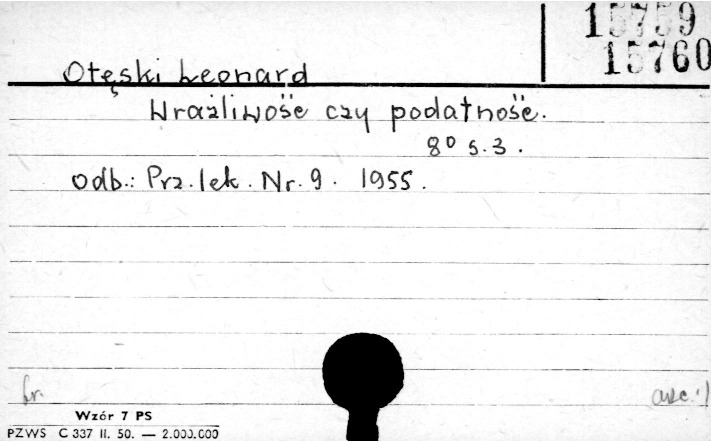 15759
15760
Otęski Leonard
Wrażliwość czy podatność.
8° s.3.
odb.: Prz. lek. Nr. 9. 1955.
Wzór 7 PS
PZWS C 337 II. 50. — 2.000.000